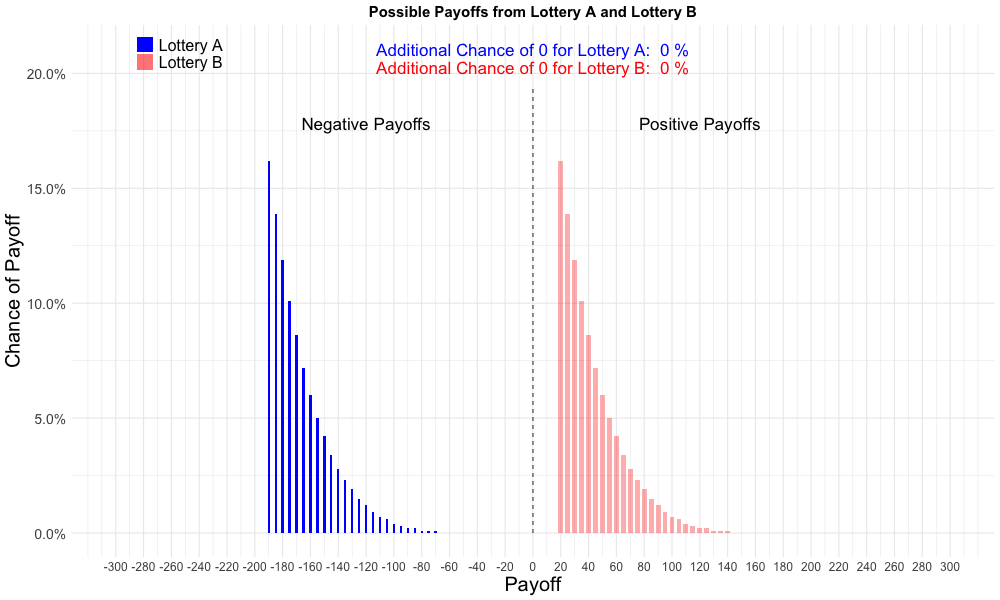 Possible Payoffs from Lottery A and Lottery B
Lottery A
Lottery B
Additional Chance of 0 for Lottery A:  0 %
Additional Chance of 0 for Lottery B:  0 %
Negative Payoffs
Positive Payoffs
Chance of Payoff
20.0%
15.0%
10.0%
5.0%
0.0%
-300 -280 -260 -240 -220 -200 -180 -160 -140 -120 -100 -80 -60 -40 -20 0 20 40 60 80 100 120 140 160 180 200 220 240 260 280 300
Payoff